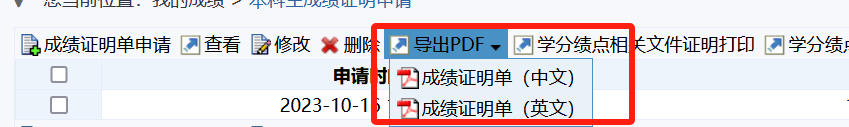 您当前位置：我的成绩 > 本科生成绩证明申请
成绩证明单申请 查看 修改 删除 导出PDF 学分绩点相关文件证明打印 学分绩
申请时
成绩证明单（中文）
2023-10-16
成绩证明单（英文）